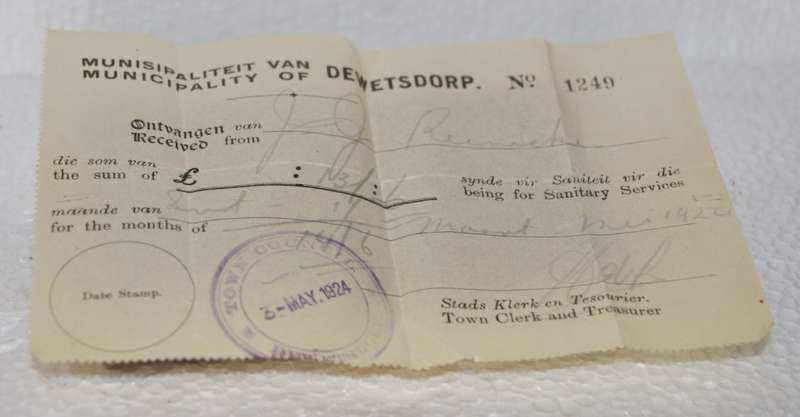 MUNISIPALITEIT VAN
MUNICIPALITY OF DEWETSDORP. No 1249
Ontvangen van
Received from J J
die som van
the sum of £ : :
synde vir Saniteit vir die
being for Sanitary Services
maande van
for the months of
Date Stamp.
TOWN COUNCIL
3-MAY.1924
Stads Klerk en Tesourier.
Town Clerk and Treasurer